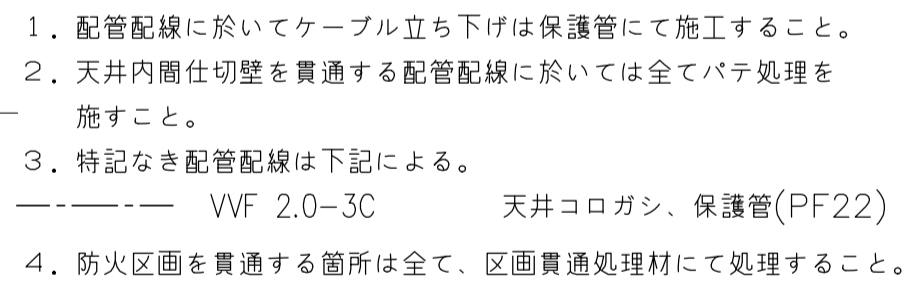 １．配管配線に於いてケーブル立ち下げは保護管にて施工すること。
２．天井内間仕切壁を貫通する配管配線に於いては全てパテ処理を
施すこと。
３．特記なき配管配線は下記による。
VVF 2.0-3C 天井コロガシ、保護管(PF22)
４．防火区画を貫通する箇所は全て、区画貫通処理材にて処理すること。